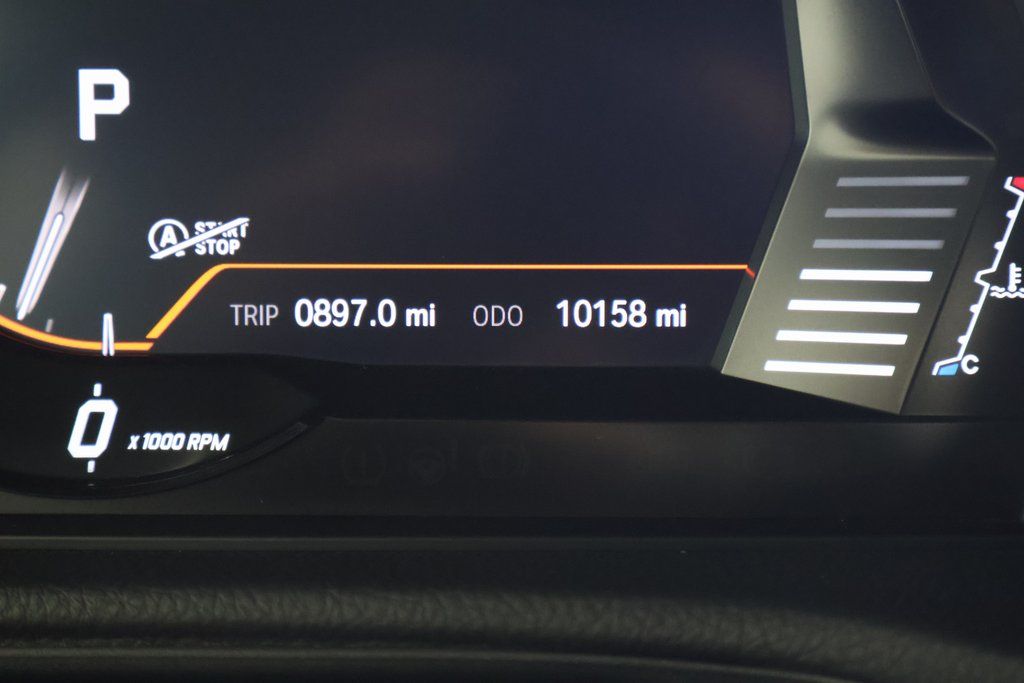 P
A START
STOP
TRIP 0897.0 mi ODO 10158 mi
C
0 x1000 RPM